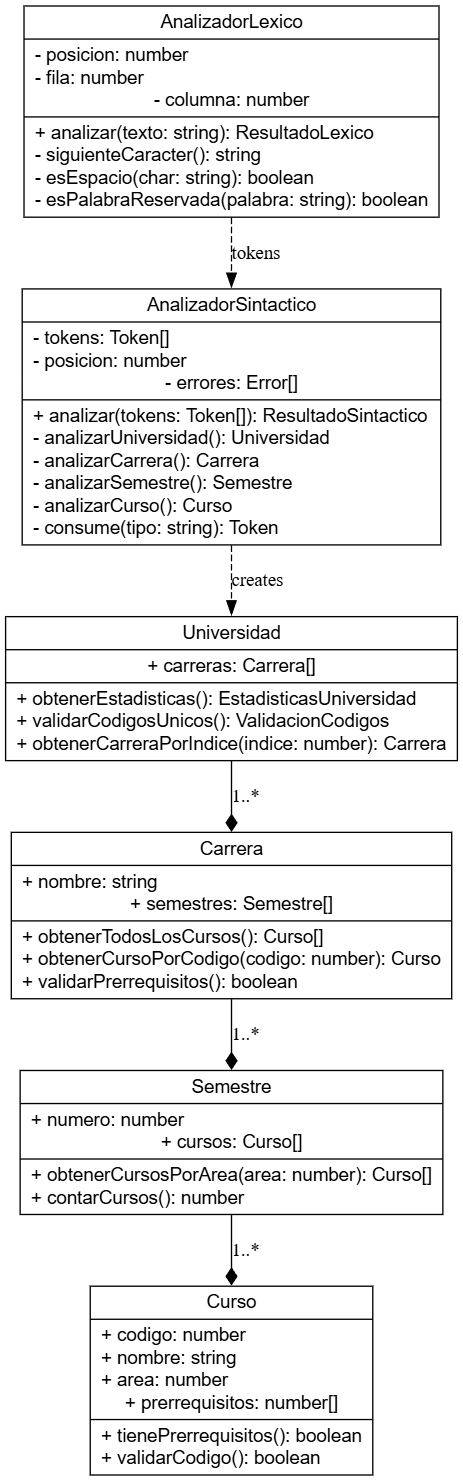 AnalizadorLexico
- posicion: number
- fila: number
- columna: number
+ analizar(texto: string): ResultadoLexico
- siguienteCaracter(): string
- esEspacio(char: string): boolean
- esPalabraReservada(palabra: string): boolean
tokens
AnalizadorSintactico
- tokens: Token[]
- posicion: number
- errores: Error[]
+ analizar(tokens: Token[]): ResultadoSintactico
- analizarUniversidad(): Universidad
- analizarCarrera(): Carrera
- analizarSemestre(): Semestre
- analizarCurso(): Curso
- consume(tipo: string): Token
creates
Universidad
+ carreras: Carrera[]
+ obtenerEstadisticas(): EstadisticasUniversidad
+ validarCodigosUnicos(): ValidacionCodigos
+ obtenerCarreraPorIndice(indice: number): Carrera
1..*
Carrera
+ nombre: string
+ semestres: Semestre[]
+ obtenerTodosLosCursos(): Curso[]
+ obtenerCursoPorCodigo(codigo: number): Curso
+ validarPrerrequisitos(): boolean
1..*
Semestre
+ numero: number
+ cursos: Curso[]
+ obtenerCursosPorArea(area: number): Curso[]
+ contarCursos(): number
1..*
Curso
+ codigo: number
+ nombre: string
+ area: number
+ prerrequisitos: number[]
+ tienePrerrequisitos(): boolean
+ validarCodigo(): boolean